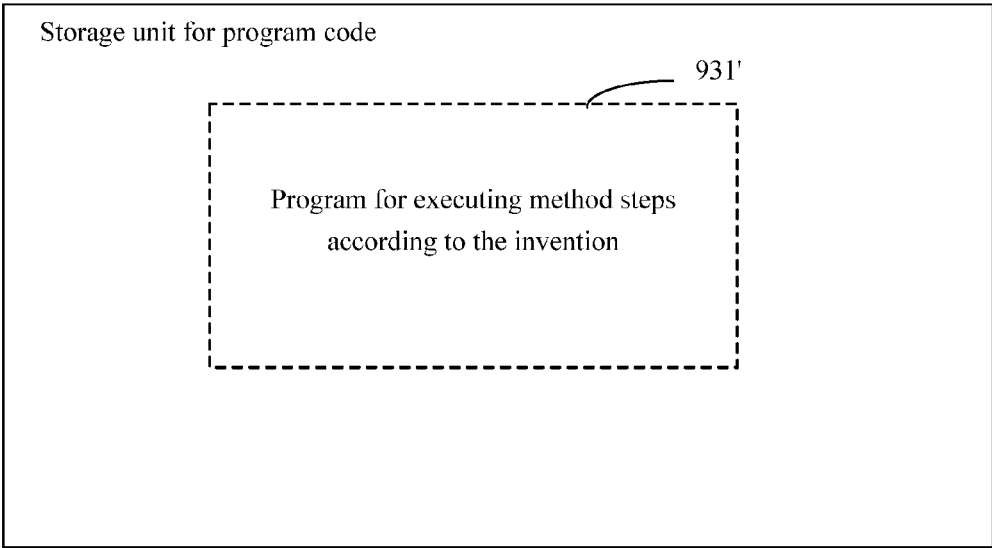 Storage unit for program code
931'
Program for executing method steps
according to the invention